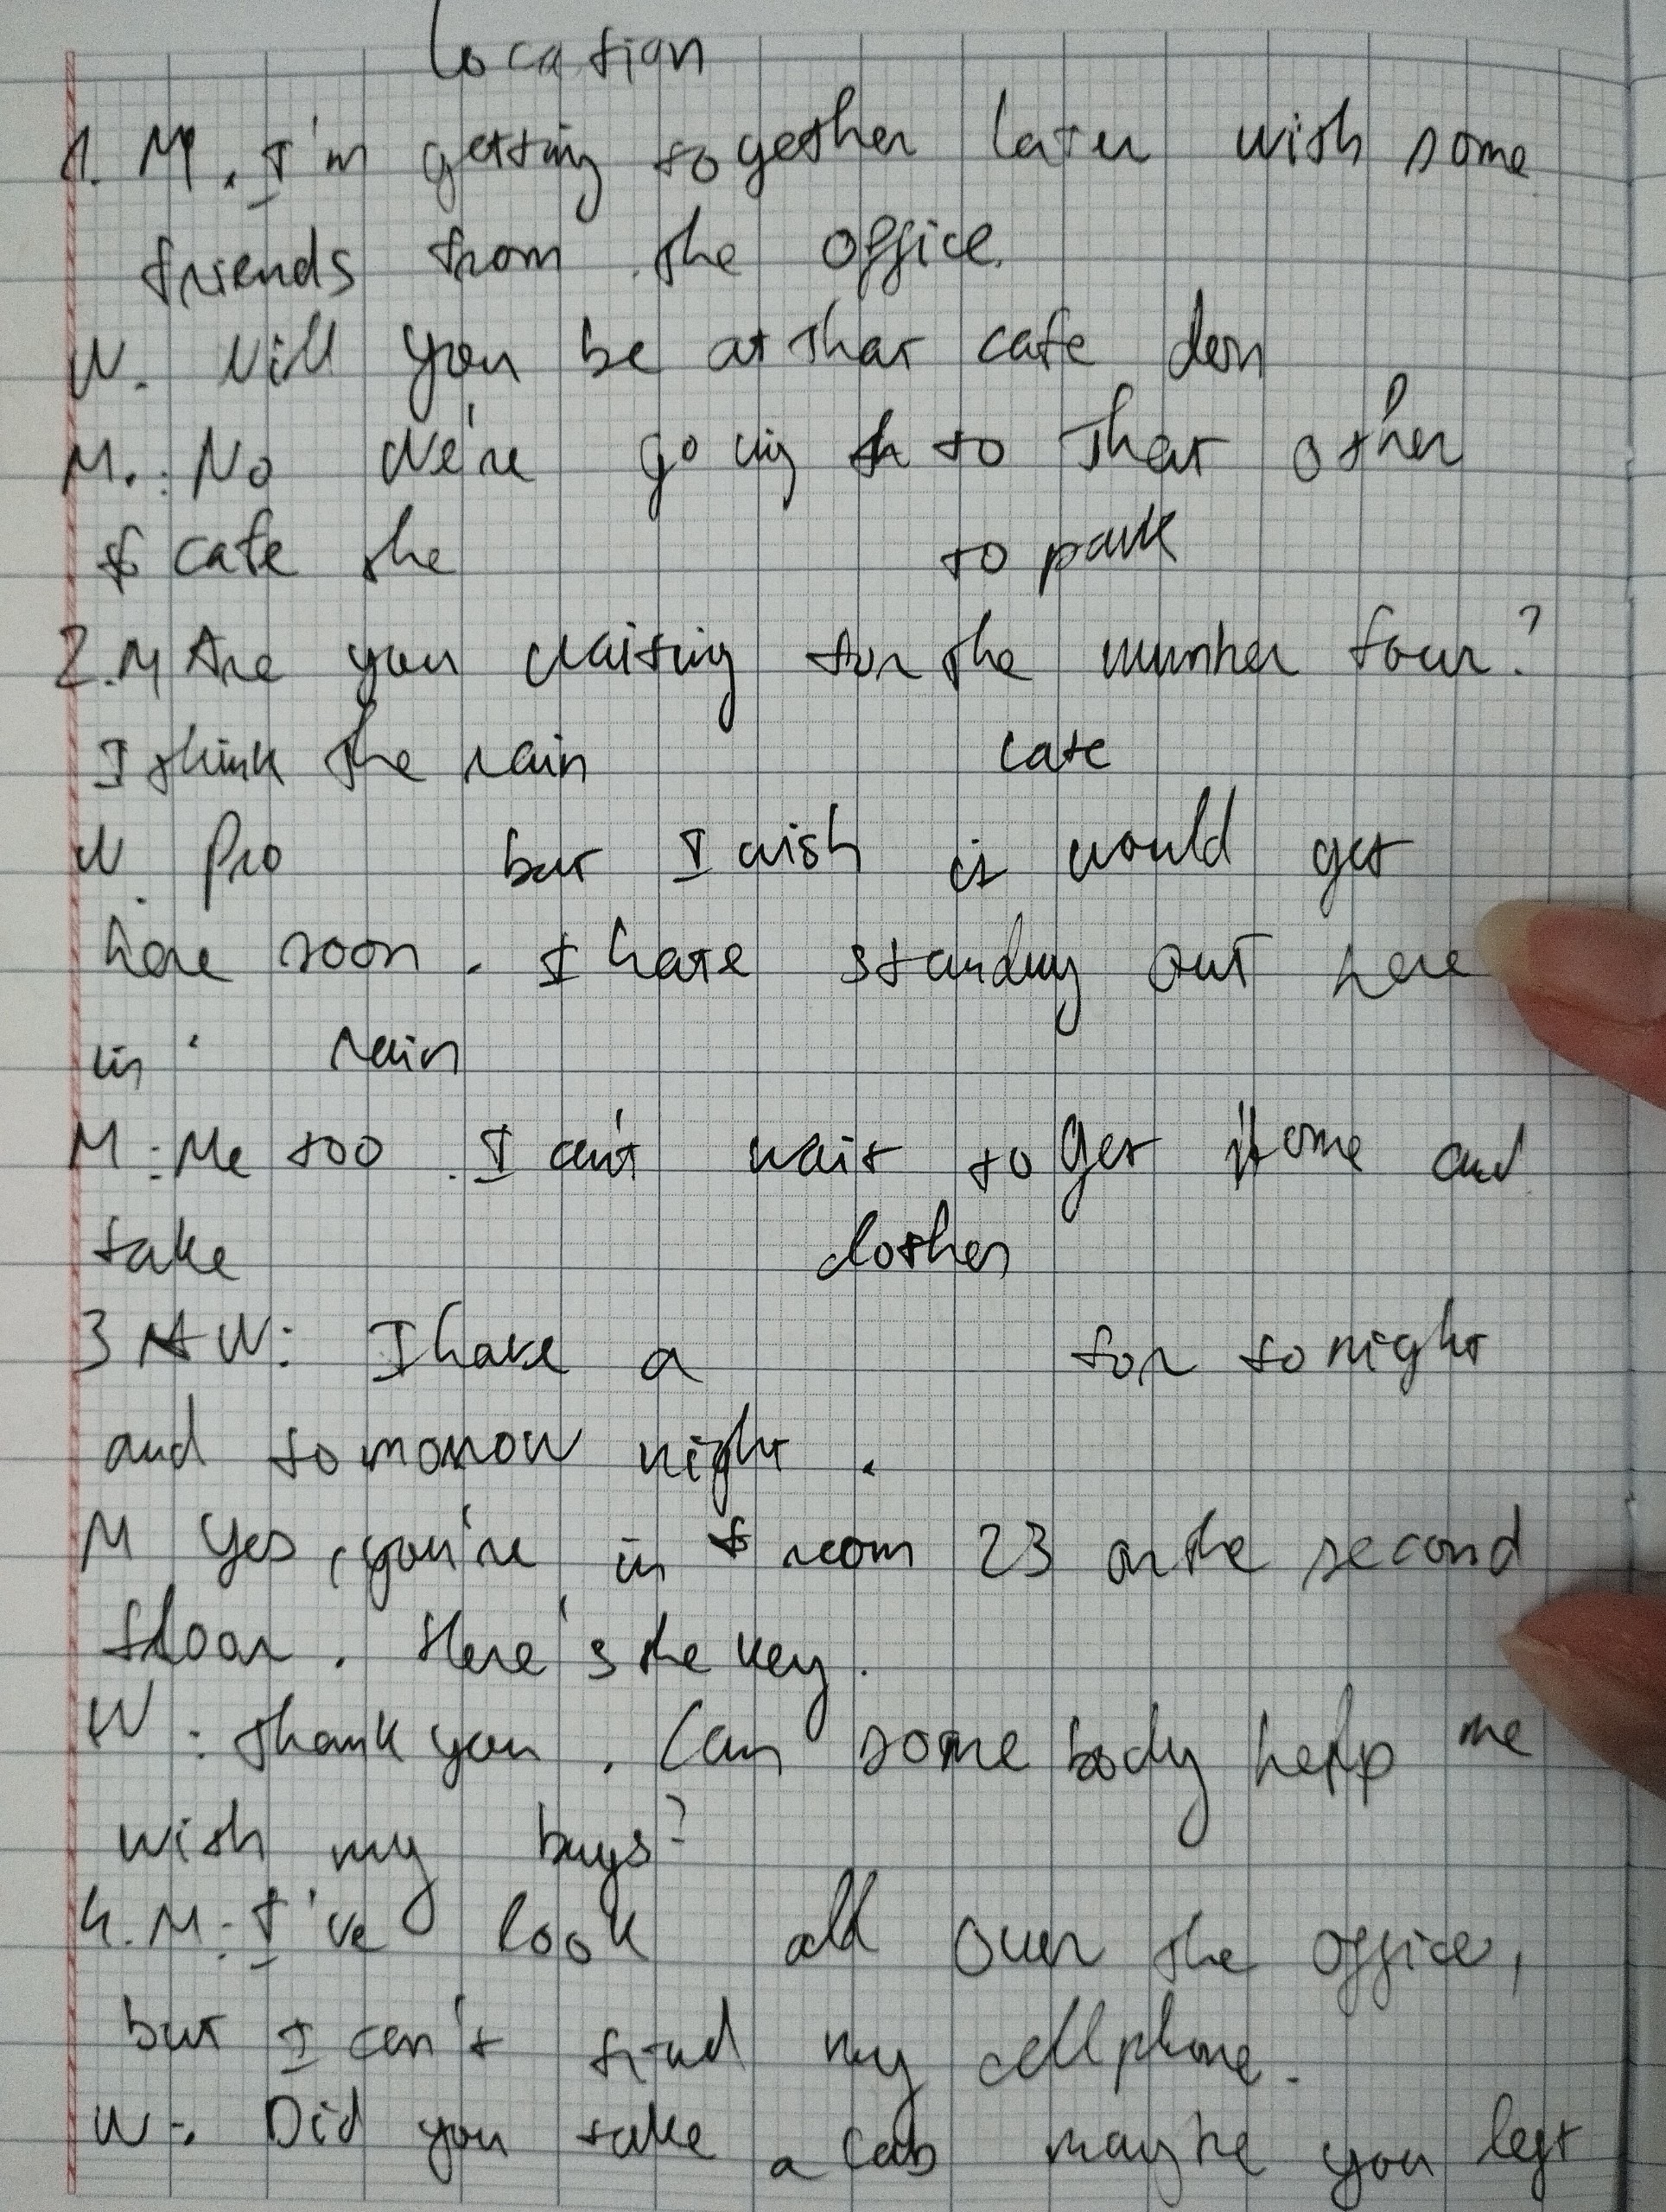 location
1. M. I'm getting together later with some
friends from the office.
W. Will you be at that cafe don
M.: No We're going to that other
cafe the to park
2. M Are you waiting for the number four?
I think the rain late
W. Pro but I wish it would get
here soon. I hate standing out here
in rain
M: Me too. I can't wait to get home and
take clothes
3 W: I have a for tonight
and tomorrow night.
M Yes, you're in room 23 on the second
floor. Here's the key.
W: thank you. Can somebody help me
with my bags?
4. M: I've look all over the office,
but I can't find my cellphone.
W: Did you take a cab maybe you left